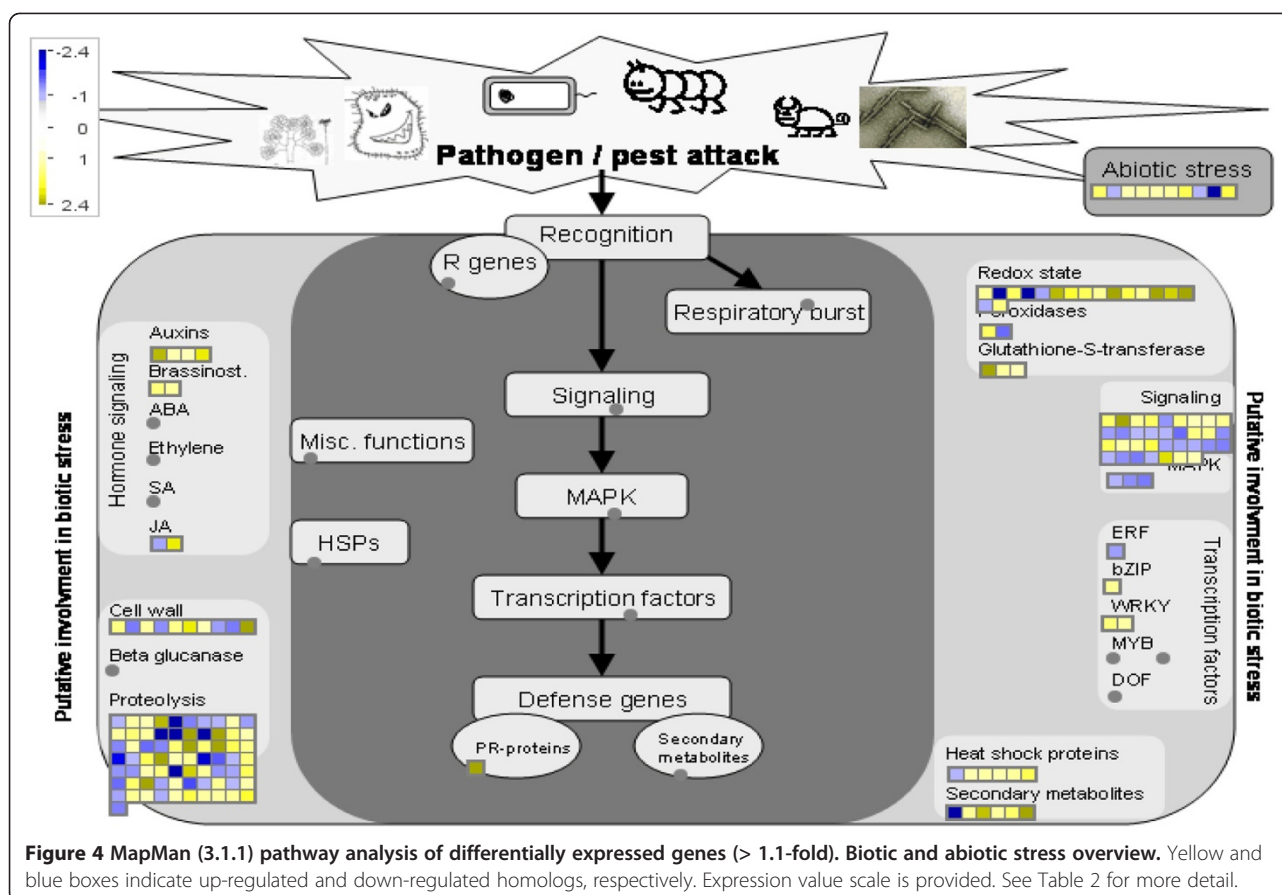 -2.4
-1
0
1
2.4
Pathogen / pest attack
Abiotic stress
Recognition
R genes
Respiratory burst
Signaling
Misc. functions
MAPK
HSPs
Transcription factors
Defense genes
PR-proteins
Secondary
metabolites
Putative involvment in biotic stress
Hormone signaling
Auxins
Brassinost.
ABA
Ethylene
SA
JA
Cell wall
Beta glucanase
Proteolysis
Redox state
Peroxidases
Glutathione-S-transferase
Signaling
MAPK
Putative involvment in biotic stress
ERF
bZIP
WRKY
MYB
DOF
Transcription factors
Heat shock proteins
Secondary metabolites
Figure 4 MapMan (3.1.1) pathway analysis of differentially expressed genes (> 1.1-fold). Biotic and abiotic stress overview. Yellow and
blue boxes indicate up-regulated and down-regulated homologs, respectively. Expression value scale is provided. See Table 2 for more detail.